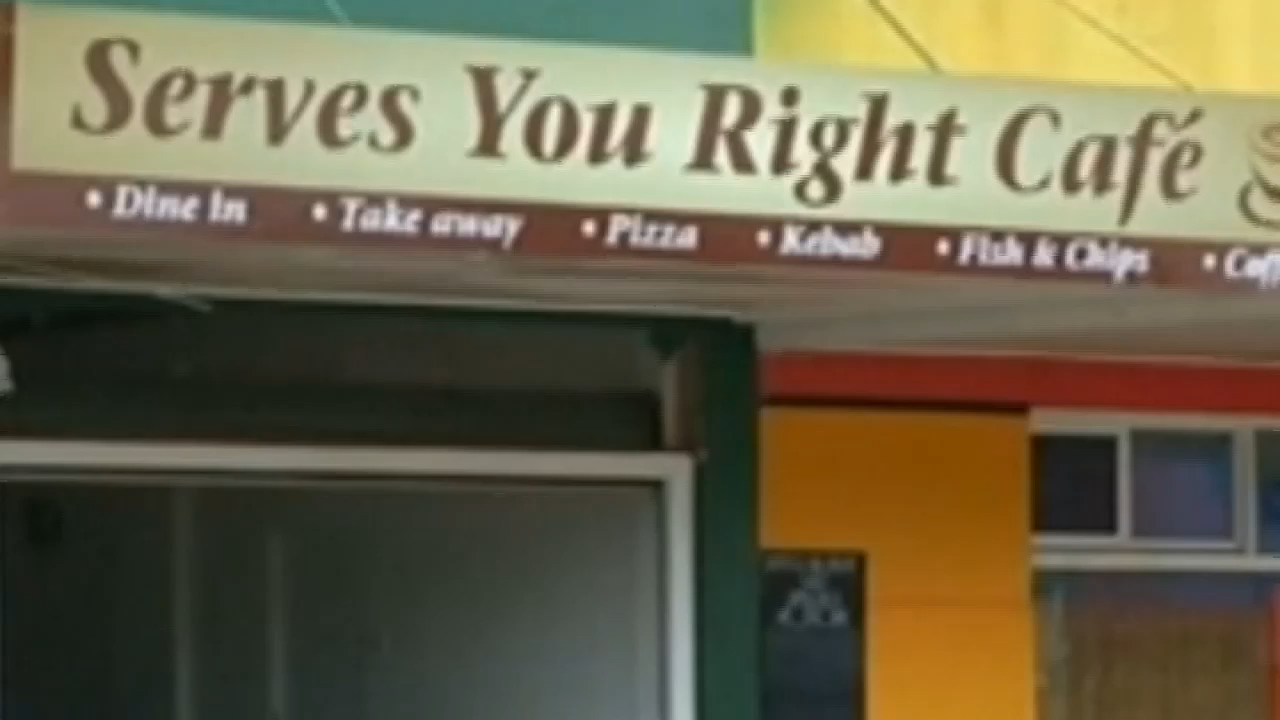 Serves You Right Café
• Dine in • Take away • Pizza • Kebab • Fish & Chips •